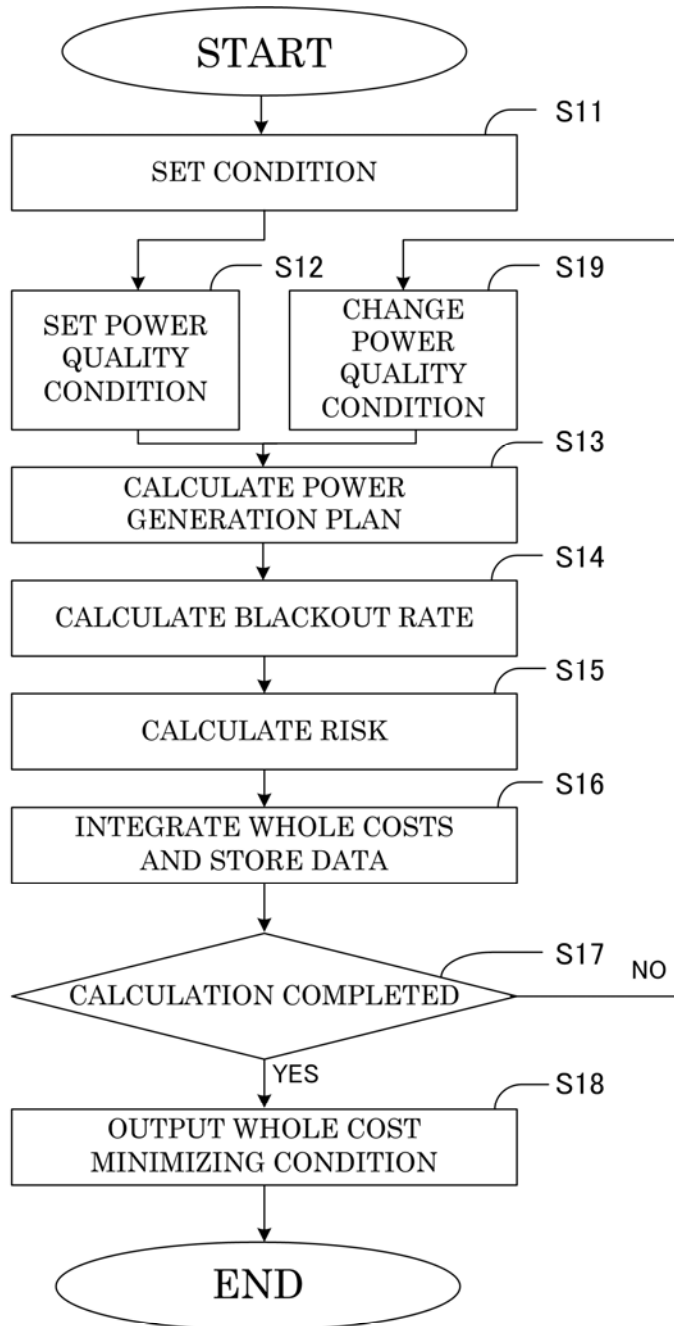 START
S11
SET CONDITION
S12
SET POWER
QUALITY
CONDITION
S19
CHANGE
POWER
QUALITY
CONDITION
S13
CALCULATE POWER
GENERATION PLAN
S14
CALCULATE BLACKOUT RATE
S15
CALCULATE RISK
S16
INTEGRATE WHOLE COSTS
AND STORE DATA
S17
CALCULATION COMPLETED
NO
YES
S18
OUTPUT WHOLE COST
MINIMIZING CONDITION
END